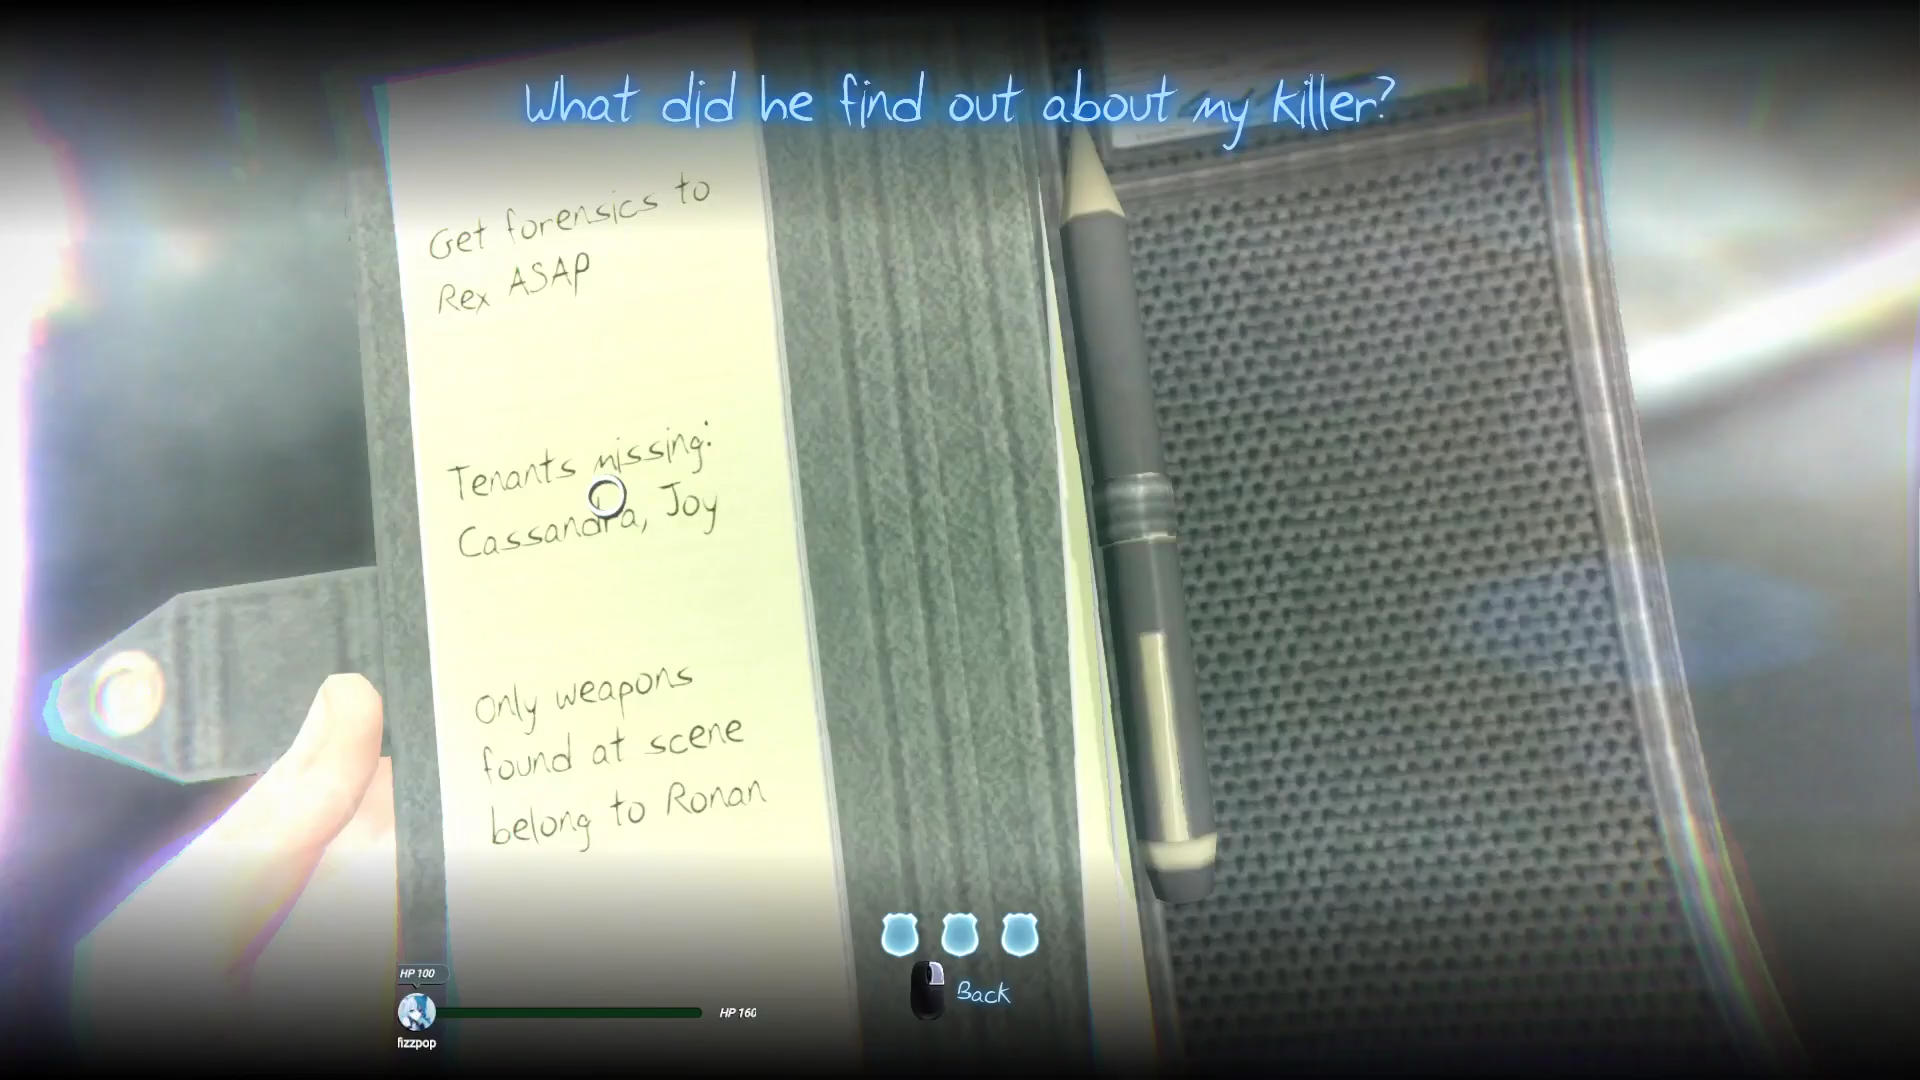 What did he find out about my killer?
Get forensics to
Rex ASAP
Tenants missing:
Cassandra, Joy
Only weapons
found at scene
belong to Ronan
HP 100
HP 160
fizzpop
Back